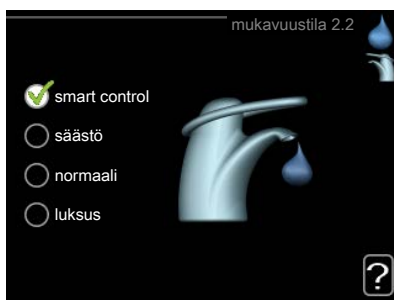 mukavuustila 2.2
smart control
säästö
normaali
luksus
?